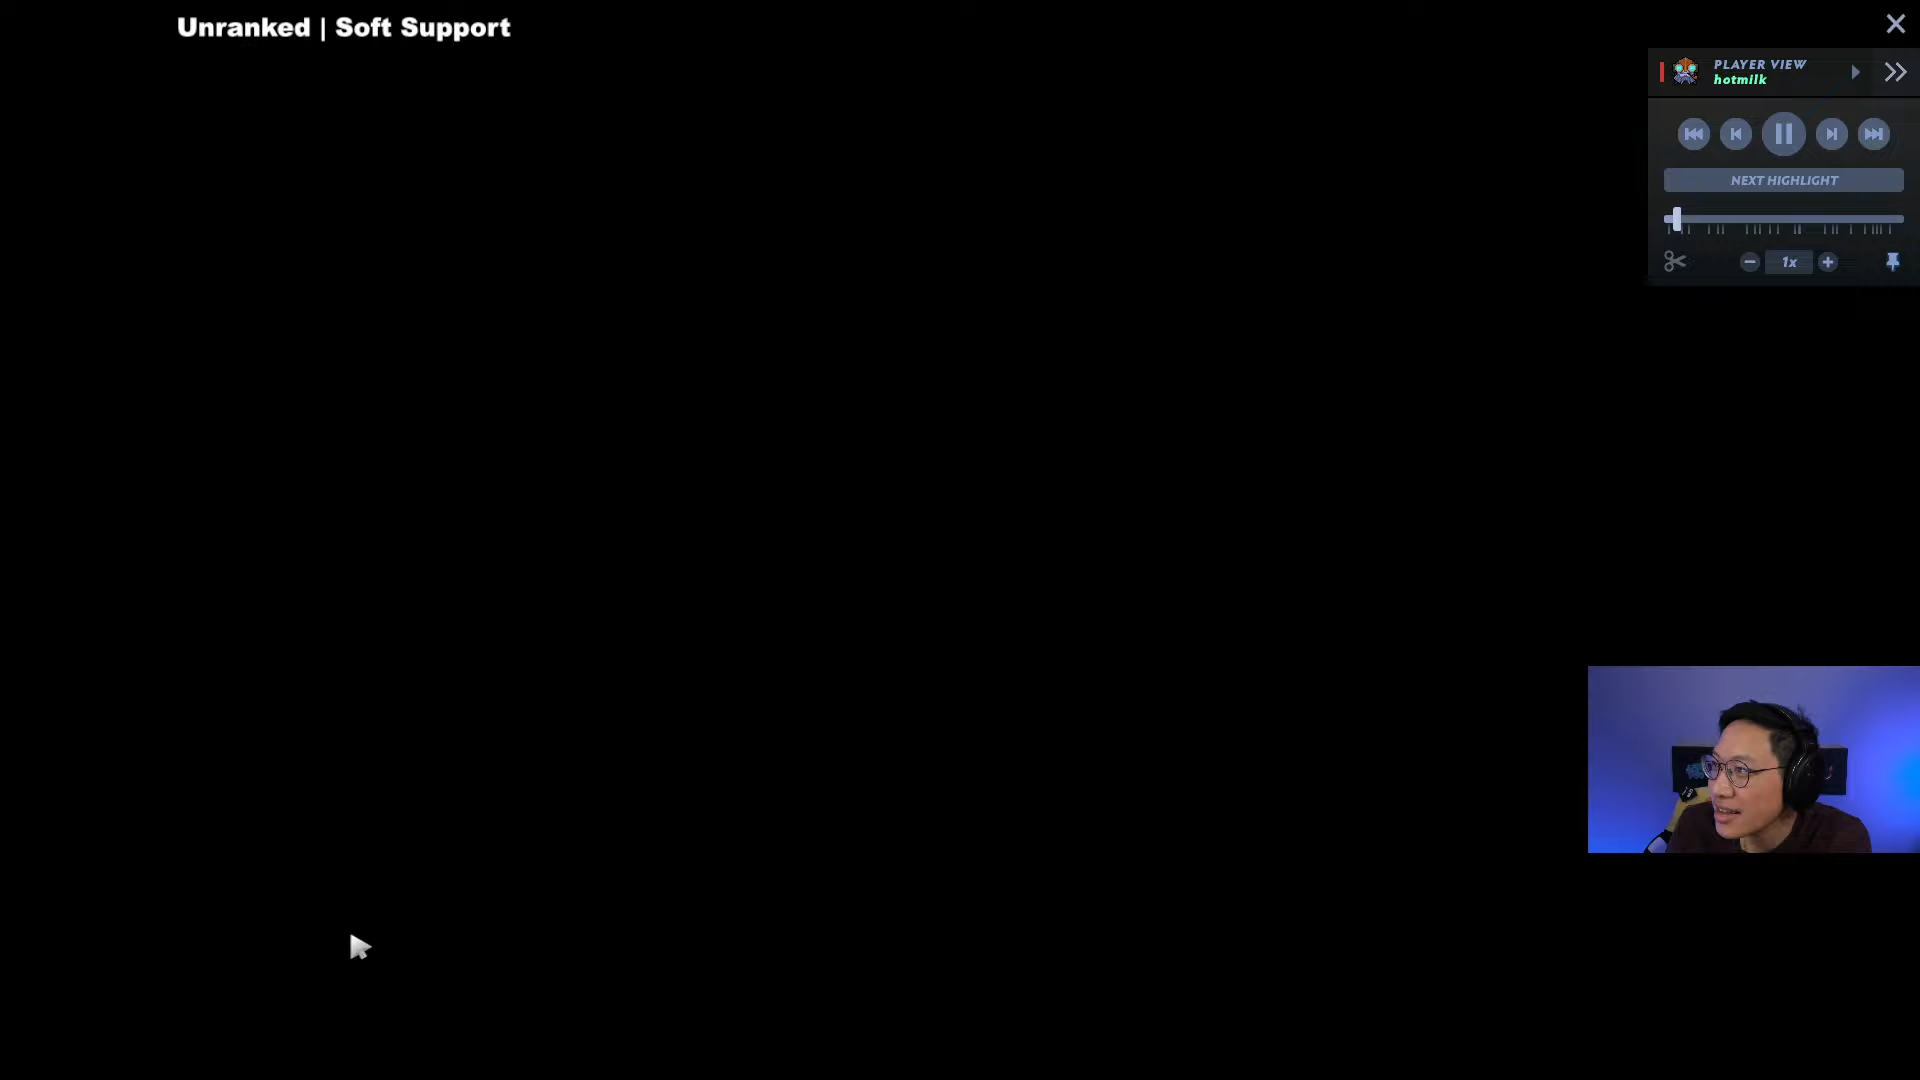 Unranked | Soft Support
PLAYER VIEW
hotmilk
NEXT HIGHLIGHT
1x